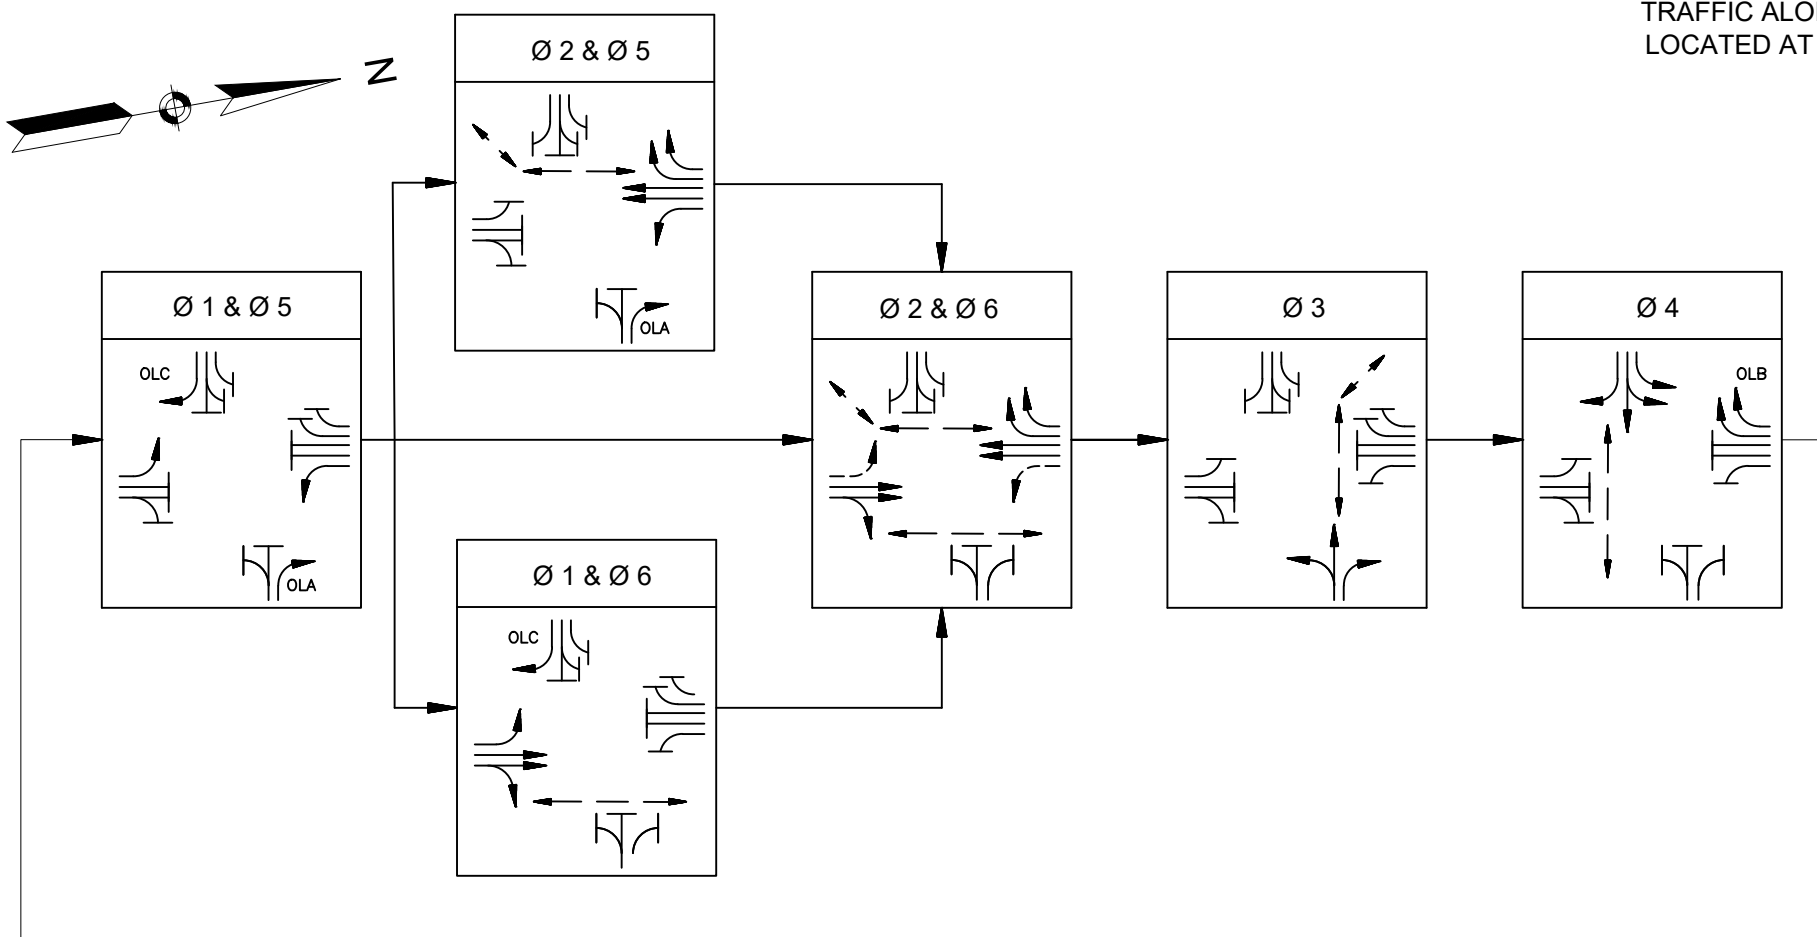 TRAFFIC ALO
LOCATED AT
N
Ø 2 & Ø 5
OLA
Ø 1 & Ø 5
OLC
OLA
Ø 2 & Ø 6
Ø 3
Ø 4
OLB
Ø 1 & Ø 6
OLC